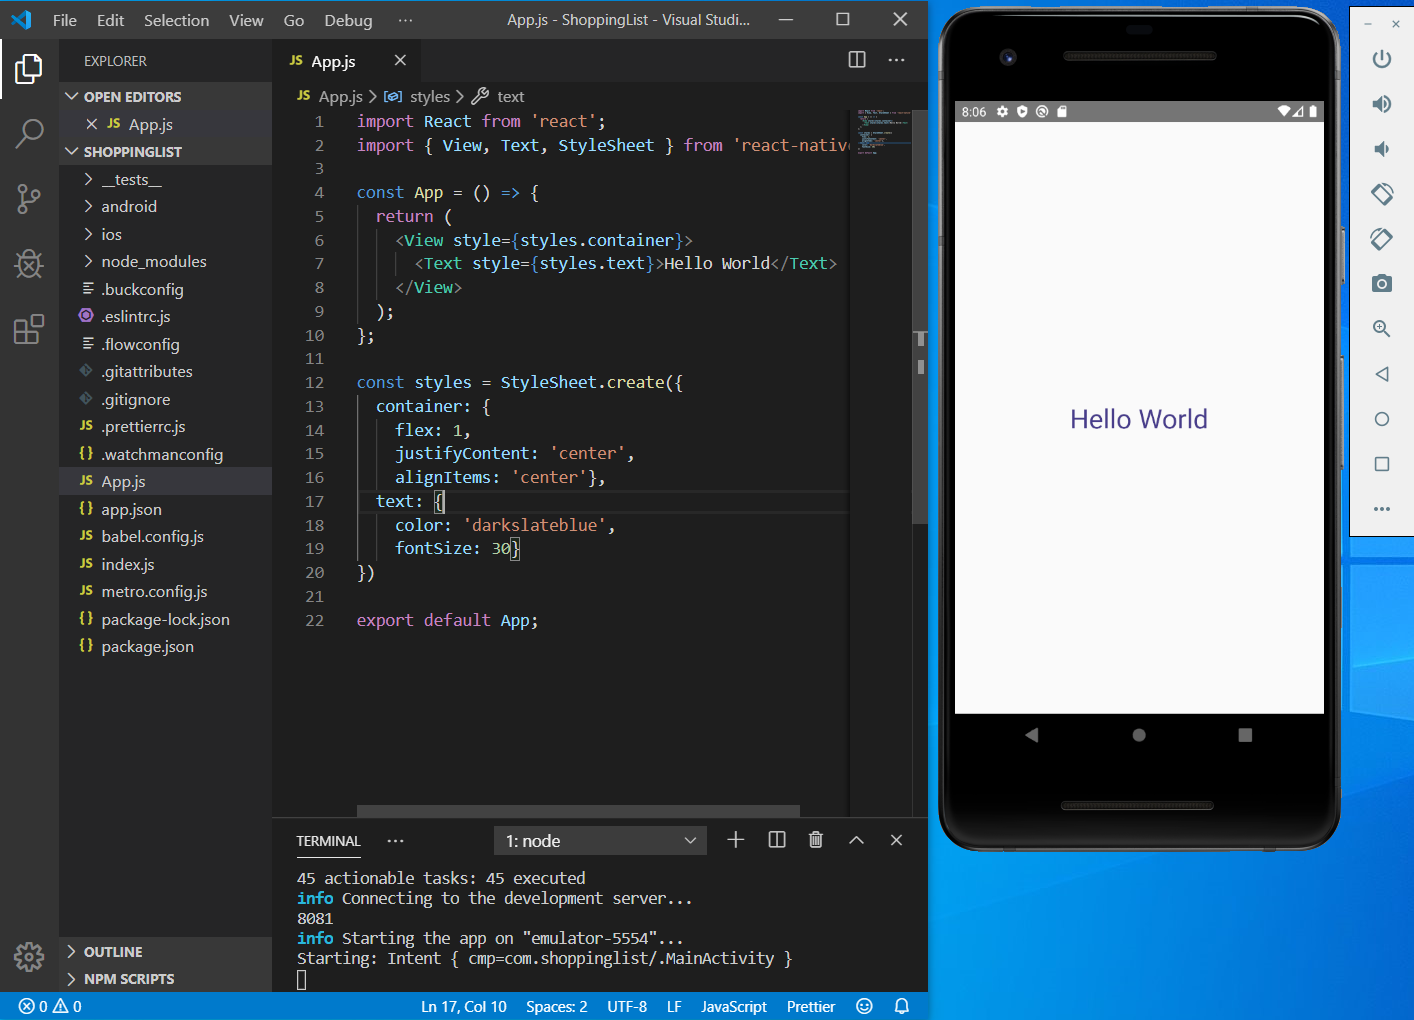 File Edit Selection View Go Debug ··· App.js - ShoppingList - Visual Studi...
EXPLORER
OPEN EDITORS
JS App.js
SHOPPINGLIST
__tests__
android
ios
node_modules
.buckconfig
.eslintrc.js
.flowconfig
.gitattributes
.gitignore
JS .prettierrc.js
{} .watchmanconfig
JS App.js
{} app.json
JS babel.config.js
JS index.js
JS metro.config.js
{} package-lock.json
{} package.json
OUTLINE
NPM SCRIPTS
JS App.js
JS App.js > styles > text
1 import React from 'react';
2 import { View, Text, StyleSheet } from 'react-native
3
4 const App = () => {
5 return (
6 <View style={styles.container}>
7 <Text style={styles.text}>Hello World</Text>
8 </View>
9 );
10 };
11
12 const styles = StyleSheet.create({
13 container: {
14 flex: 1,
15 justifyContent: 'center',
16 alignItems: 'center'},
17 text: {
18 color: 'darkslateblue',
19 fontSize: 30}
20 })
21
22 export default App;
TERMINAL ··· 1: node
45 actionable tasks: 45 executed
info Connecting to the development server...
8081
info Starting the app on "emulator-5554"...
Starting: Intent { cmp=com.shoppinglist/.MainActivity }
0 0 Ln 17, Col 10 Spaces: 2 UTF-8 LF JavaScript Prettier
8:06
Hello World